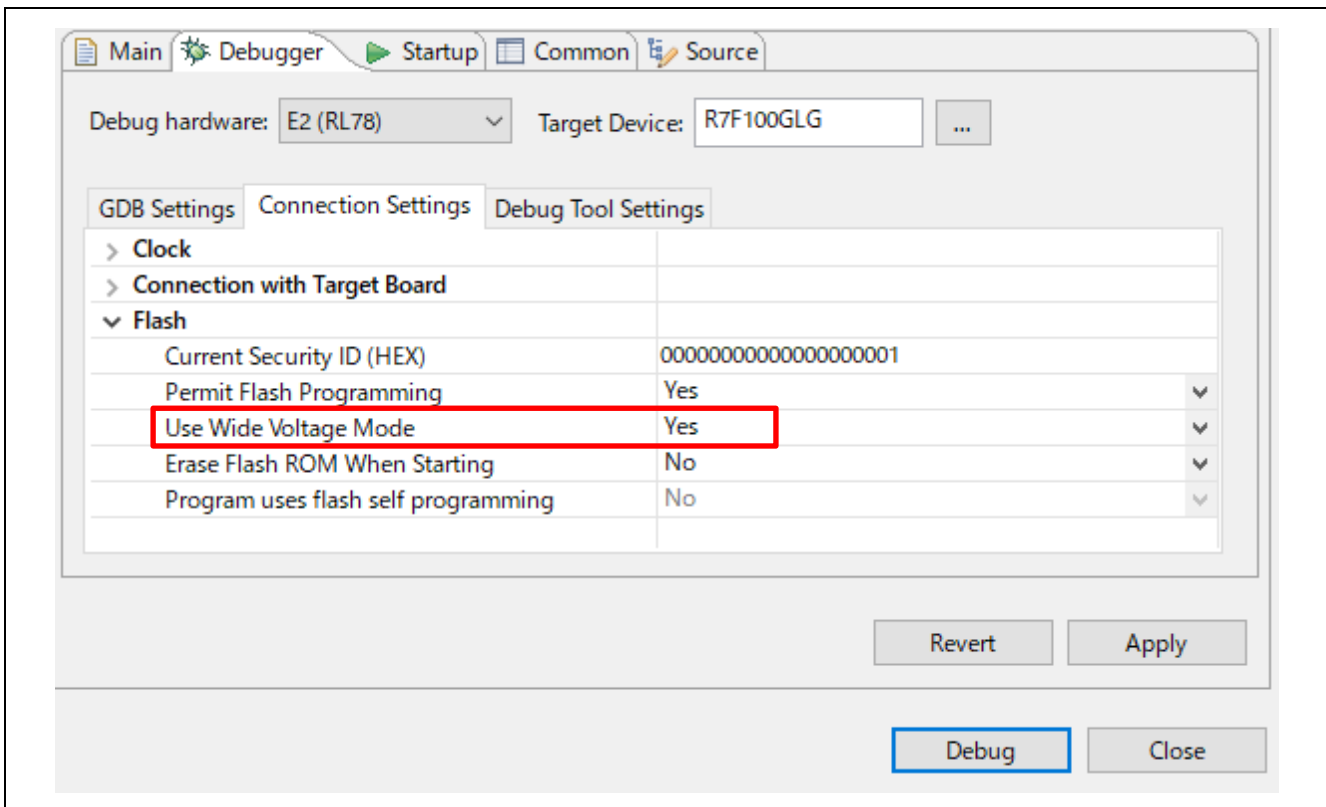 Main Debugger Startup Common Source
Debug hardware: E2 (RL78) Target Device: R7F100GLG ...
GDB Settings Connection Settings Debug Tool Settings
Clock
Connection with Target Board
Flash
Current Security ID (HEX) 00000000000000000001
Permit Flash Programming Yes
Use Wide Voltage Mode Yes
Erase Flash ROM When Starting No
Program uses flash self programming No
Revert Apply
Debug Close